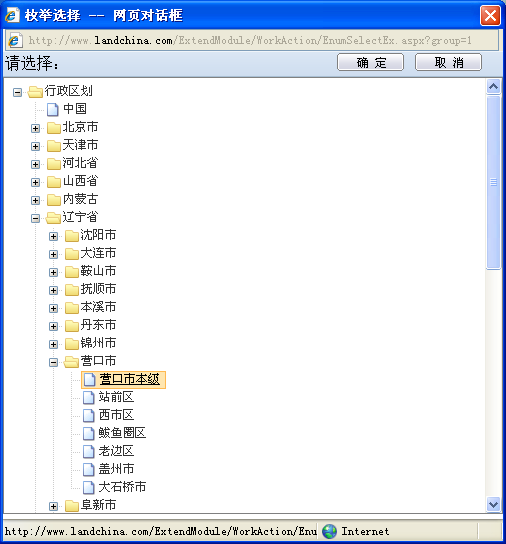 枚举选择 -- 网页对话框
http://www.landchina.com/ExtendModule/WorkAction/EnumSelectEx.aspx?group=1
请选择:
确 定
取 消
行政区划
中国
北京市
天津市
河北省
山西省
内蒙古
辽宁省
沈阳市
大连市
鞍山市
抚顺市
本溪市
丹东市
锦州市
营口市
营口市本级
站前区
西市区
鲅鱼圈区
老边区
盖州市
大石桥市
阜新市
http://www.landchina.com/ExtendModule/WorkAction/Enu
Internet